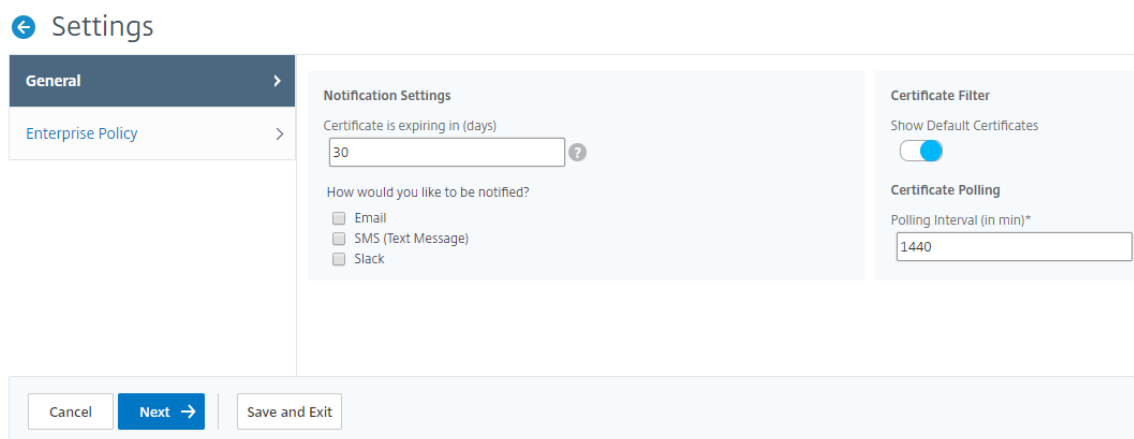 Settings
General
Enterprise Policy
Notification Settings
Certificate is expiring in (days)
30
?
How would you like to be notified?
Email
SMS (Text Message)
Slack
Certificate Filter
Show Default Certificates
Certificate Polling
Polling Interval (in min)*
1440
Cancel
Next →
Save and Exit